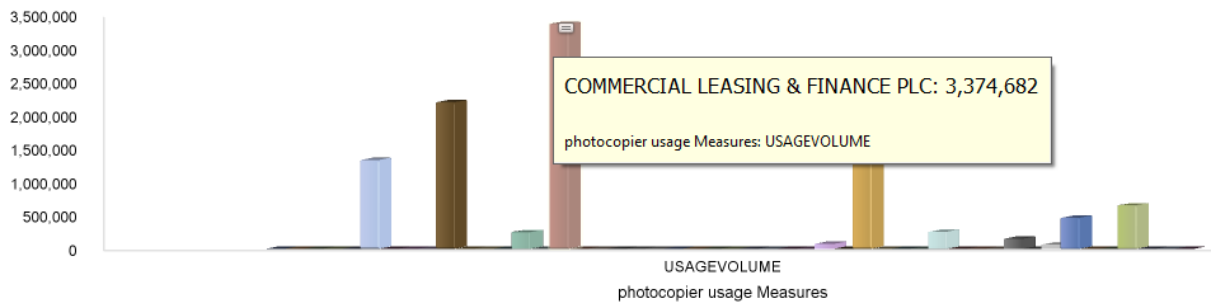 3,500,000
3,000,000
2,500,000
2,000,000
1,500,000
1,000,000
500,000
0
COMMERCIAL LEASING & FINANCE PLC: 3,374,682
photocopier usage Measures: USAGEVOLUME
USAGEVOLUME
photocopier usage Measures